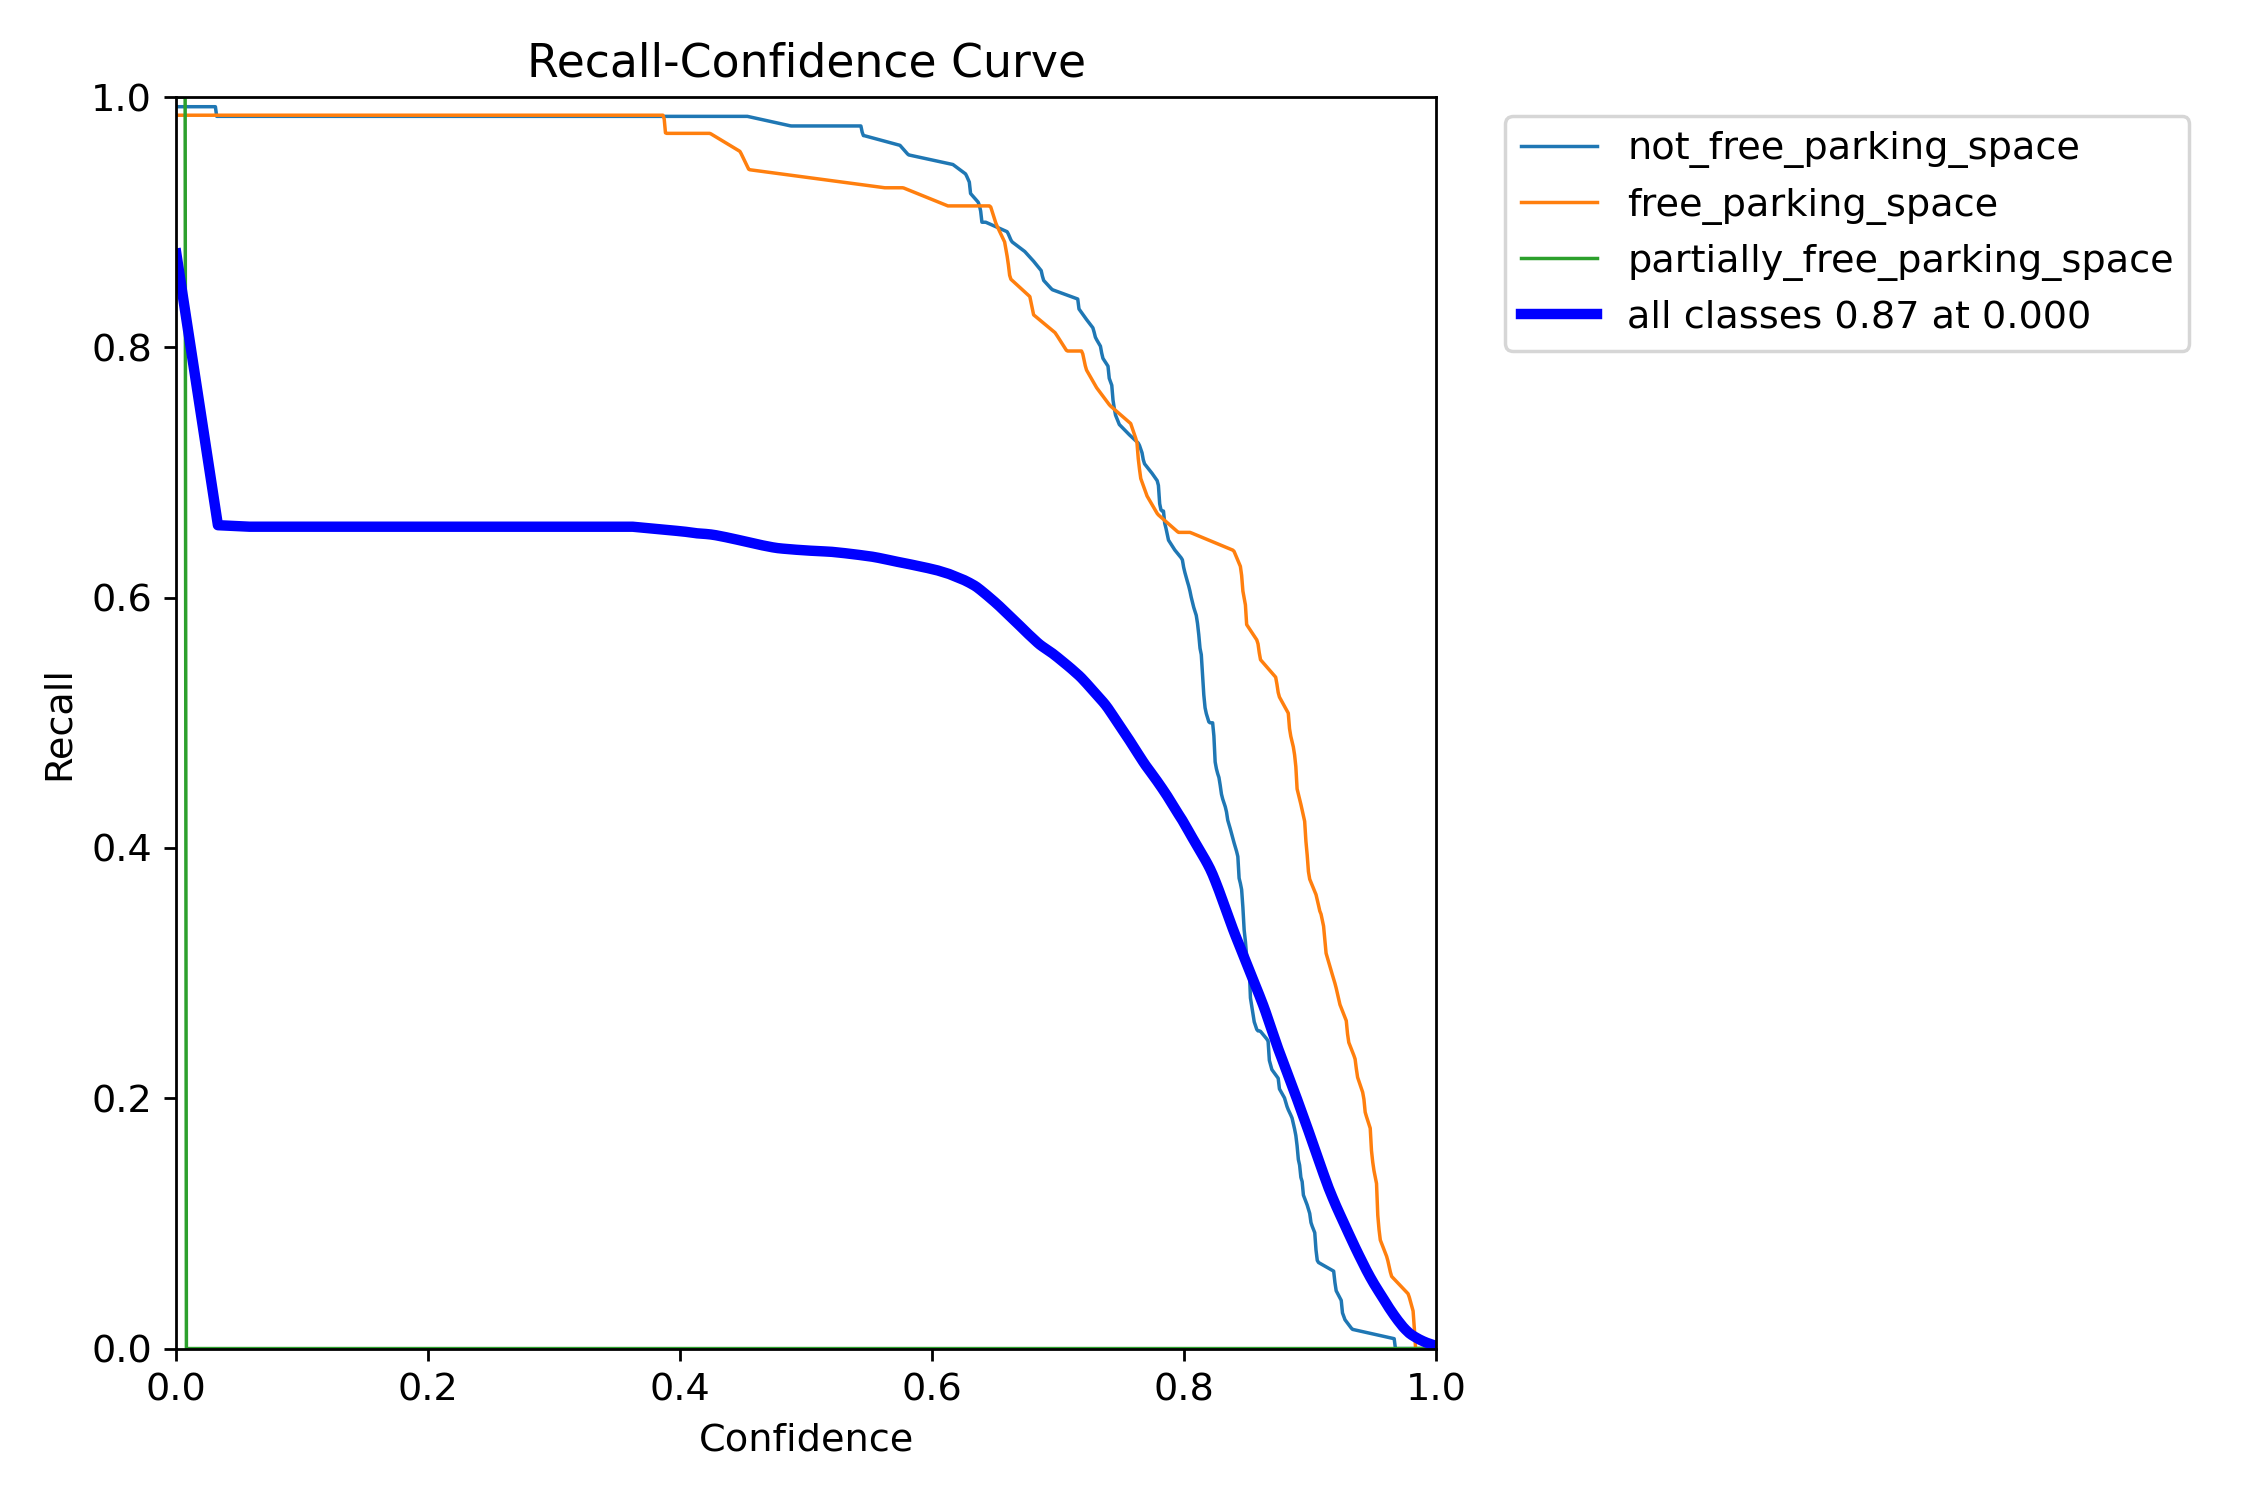 Recall-Confidence Curve
1.0
0.8
0.6
0.4
0.2
0.0
Recall
0.0 0.2 0.4 0.6 0.8 1.0
Confidence
not_free_parking_space
free_parking_space
partially_free_parking_space
all classes 0.87 at 0.000